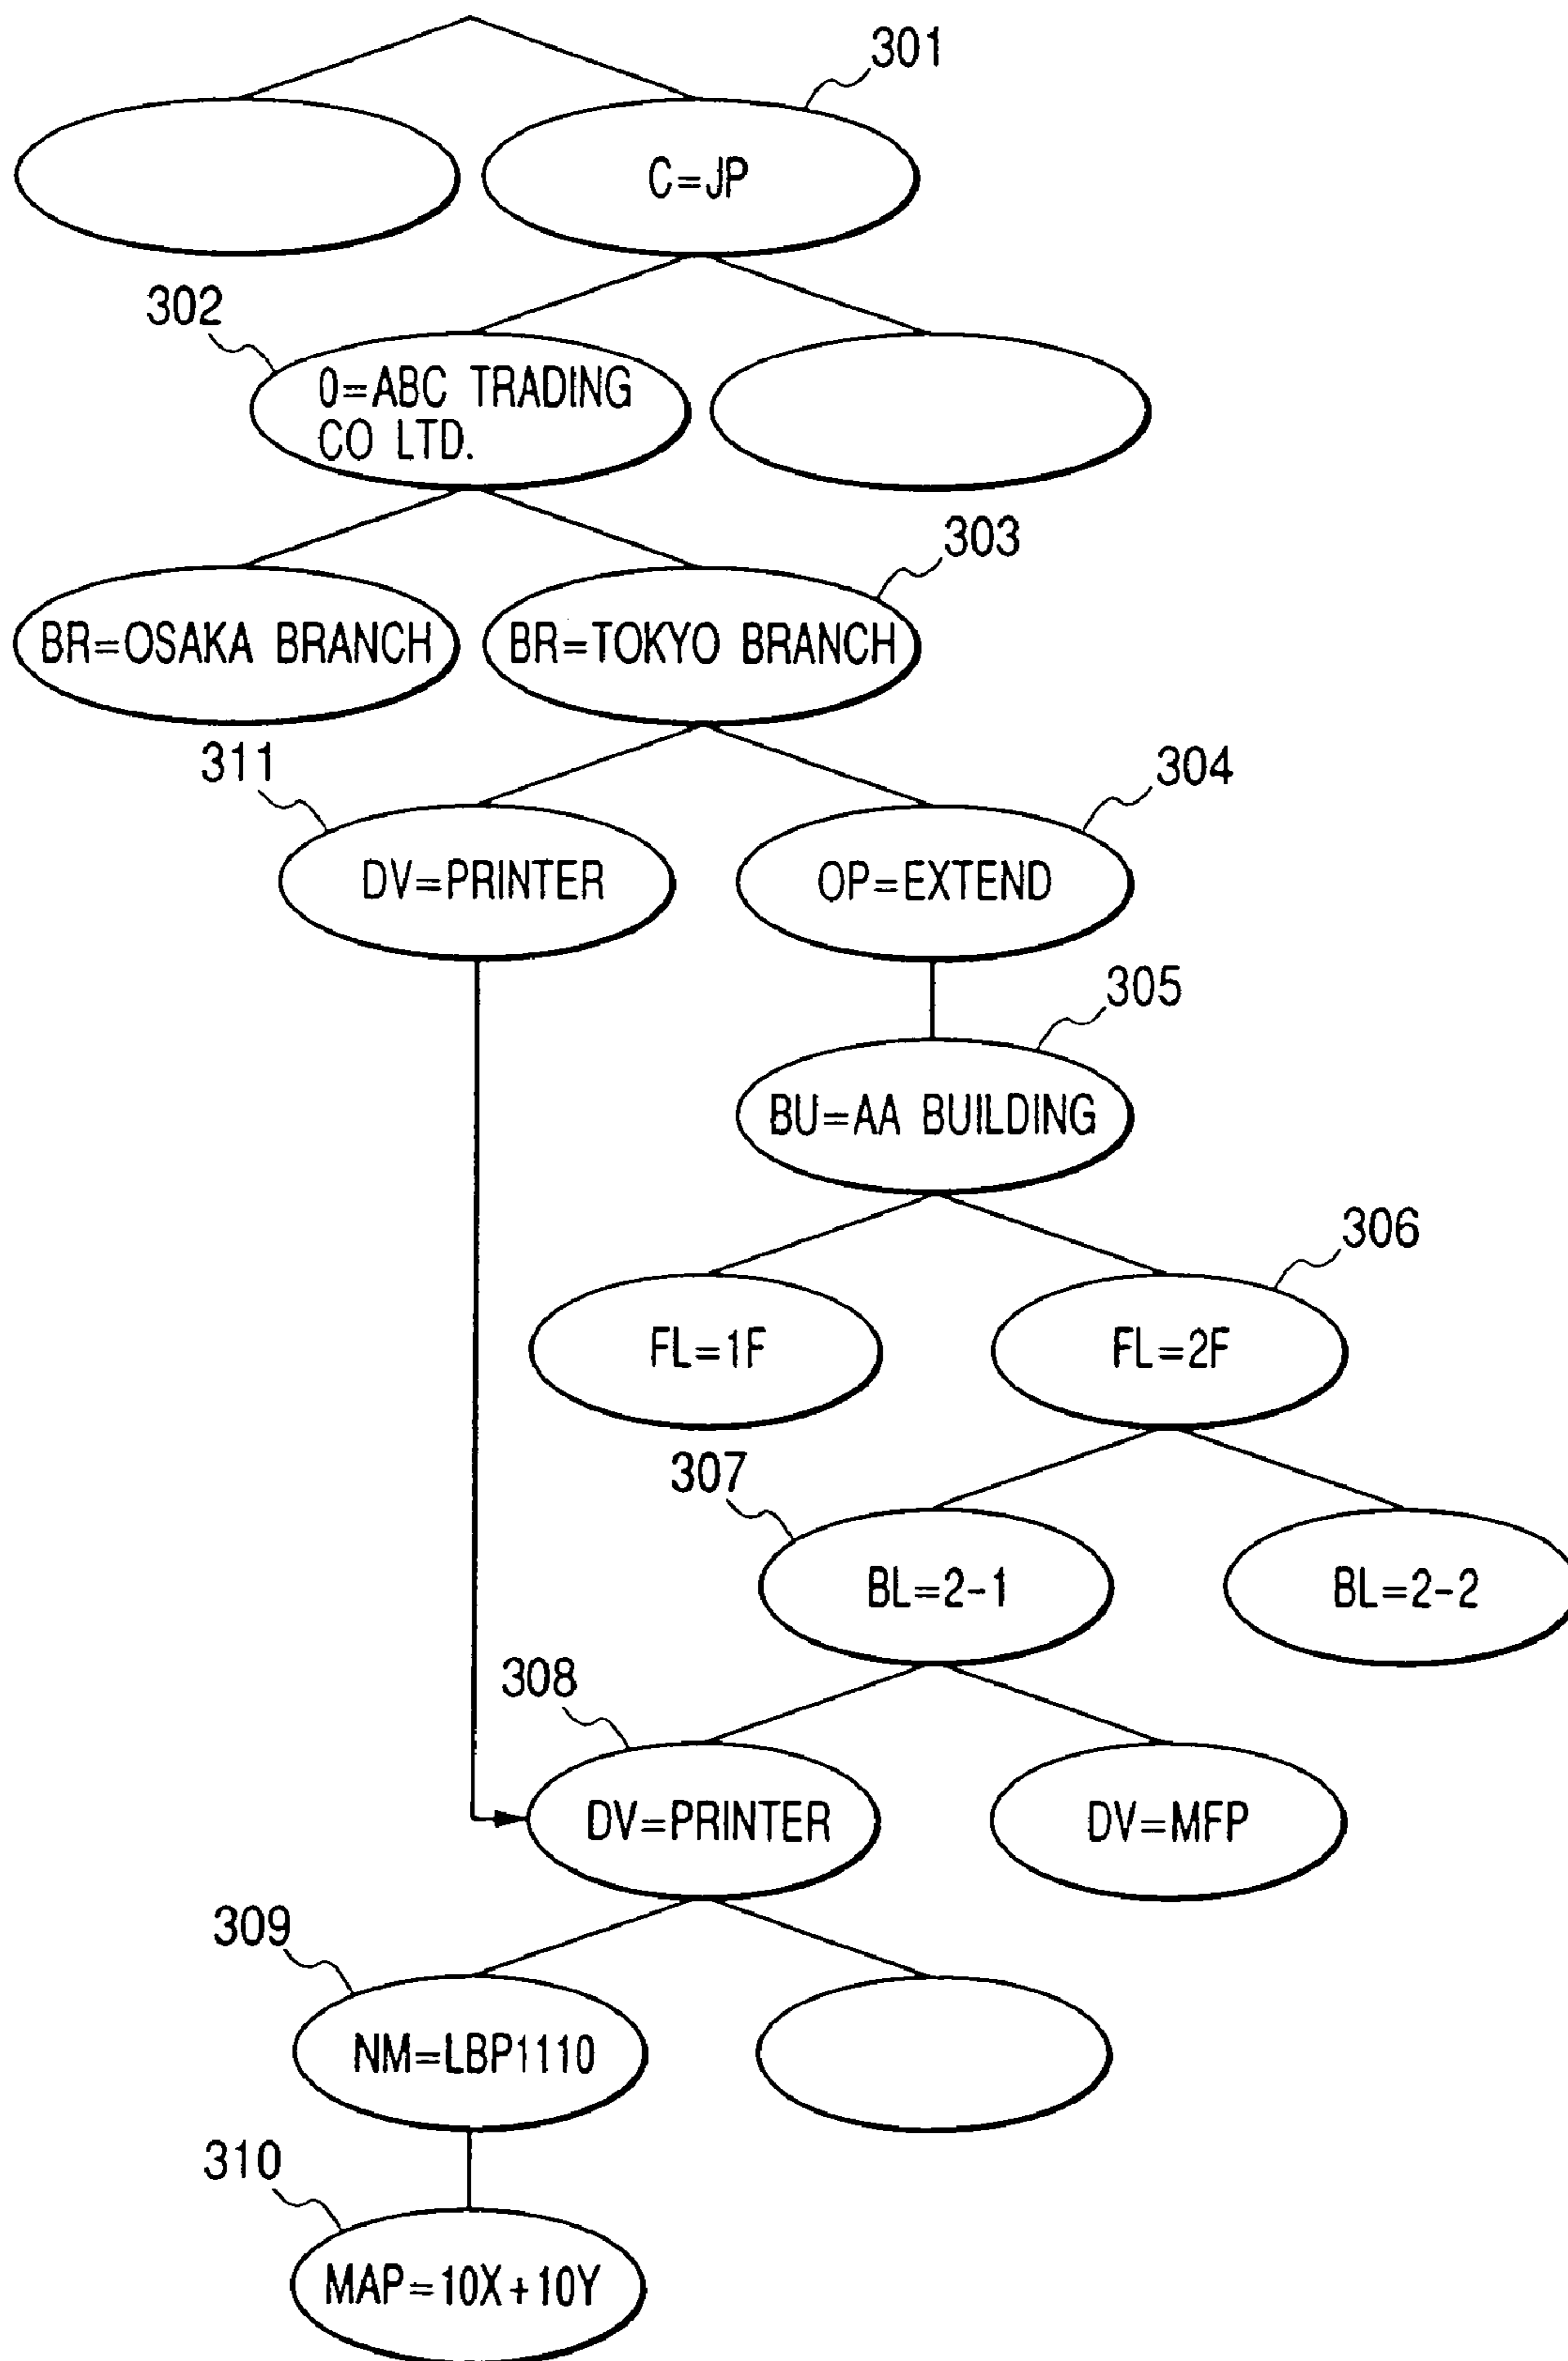 301
C=JP
302
0=ABC TRADING
CO LTD.
303
BR=OSAKA BRANCH
BR=TOKYO BRANCH
311
304
DV=PRINTER
OP=EXTEND
305
BU=AA BUILDING
306
FL=1F
FL=2F
307
BL=2-1
BL=2-2
308
DV=PRINTER
DV=MFP
309
NM=LBP1110
310
MAP=10X+10Y